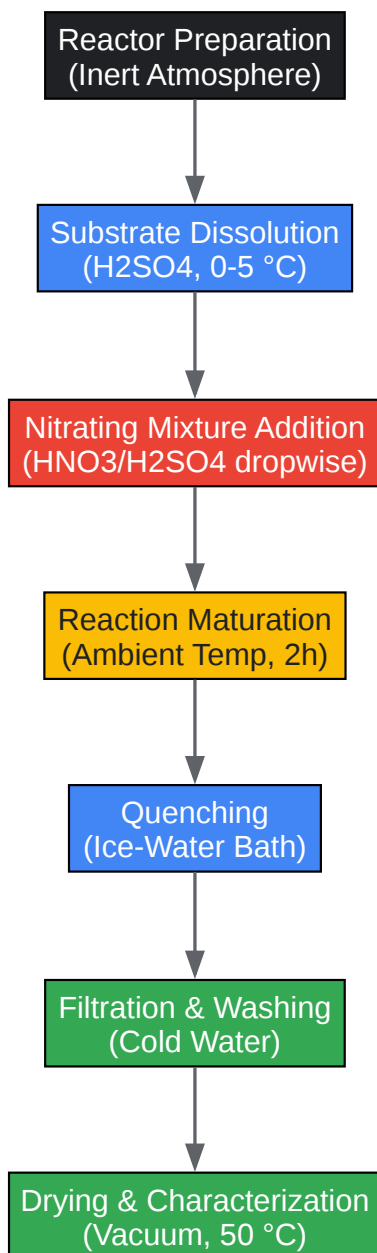 Reactor Preparation
(Inert Atmosphere)
Substrate Dissolution
(H2SO4, 0-5 °C)
Nitrating Mixture Addition
(HNO3/H2SO4 dropwise)
Reaction Maturation
(Ambient Temp, 2h)
Quenching
(Ice-Water Bath)
Filtration & Washing
(Cold Water)
Drying & Characterization
(Vacuum, 50 °C)